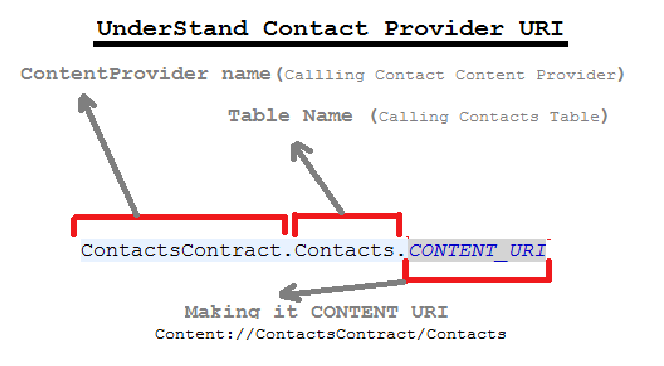 UnderStand Contact Provider URI
ContentProvider name(Callling Contact Content Provider)
Table Name (Calling Contacts Table)
ContactsContract.Contacts.CONTENT_URI
Making it CONTENT URI
Content://ContactsContract/Contacts